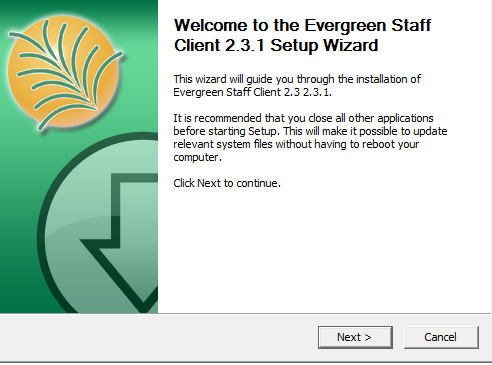 Welcome to the Evergreen Staff
Client 2.3.1 Setup Wizard
This wizard will guide you through the installation of
Evergreen Staff Client 2.3 2.3.1.
It is recommended that you close all other applications
before starting Setup. This will make it possible to update
relevant system files without having to reboot your
computer.
Click Next to continue.
Next >
Cancel